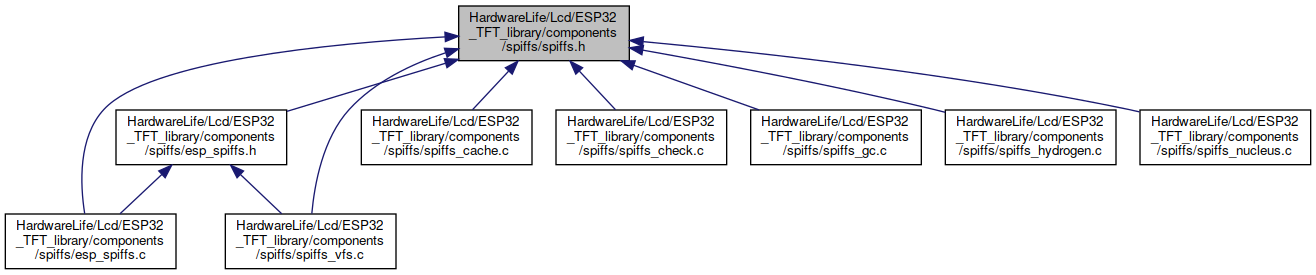 HardwareLife/Lcd/ESP32
_TFT_library/components
/spiffs/spiffs.h
HardwareLife/Lcd/ESP32
_TFT_library/components
/spiffs/esp_spiffs.h
HardwareLife/Lcd/ESP32
_TFT_library/components
/spiffs/spiffs_cache.c
HardwareLife/Lcd/ESP32
_TFT_library/components
/spiffs/spiffs_check.c
HardwareLife/Lcd/ESP32
_TFT_library/components
/spiffs/spiffs_gc.c
HardwareLife/Lcd/ESP32
_TFT_library/components
/spiffs/spiffs_hydrogen.c
HardwareLife/Lcd/ESP32
_TFT_library/components
/spiffs/spiffs_nucleus.c
HardwareLife/Lcd/ESP32
_TFT_library/components
/spiffs/esp_spiffs.c
HardwareLife/Lcd/ESP32
_TFT_library/components
/spiffs/spiffs_vfs.c